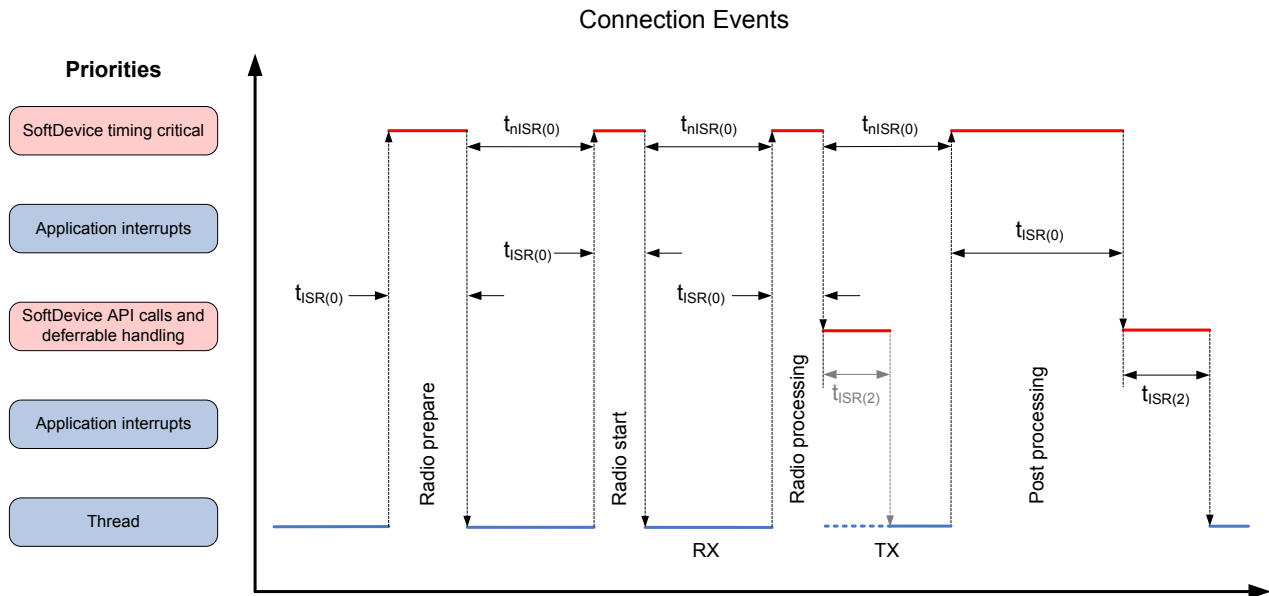 Connection Events
Priorities
SoftDevice timing critical
Application interrupts
SoftDevice API calls and
deferrable handling
Application interrupts
Thread
tnISR(0)
tnISR(0)
tnISR(0)
tISR(0)
tISR(0)
tISR(0)
tISR(0)
tISR(2)
tISR(2)
Radio prepare
Radio start
Radio processing
Post processing
RX
TX